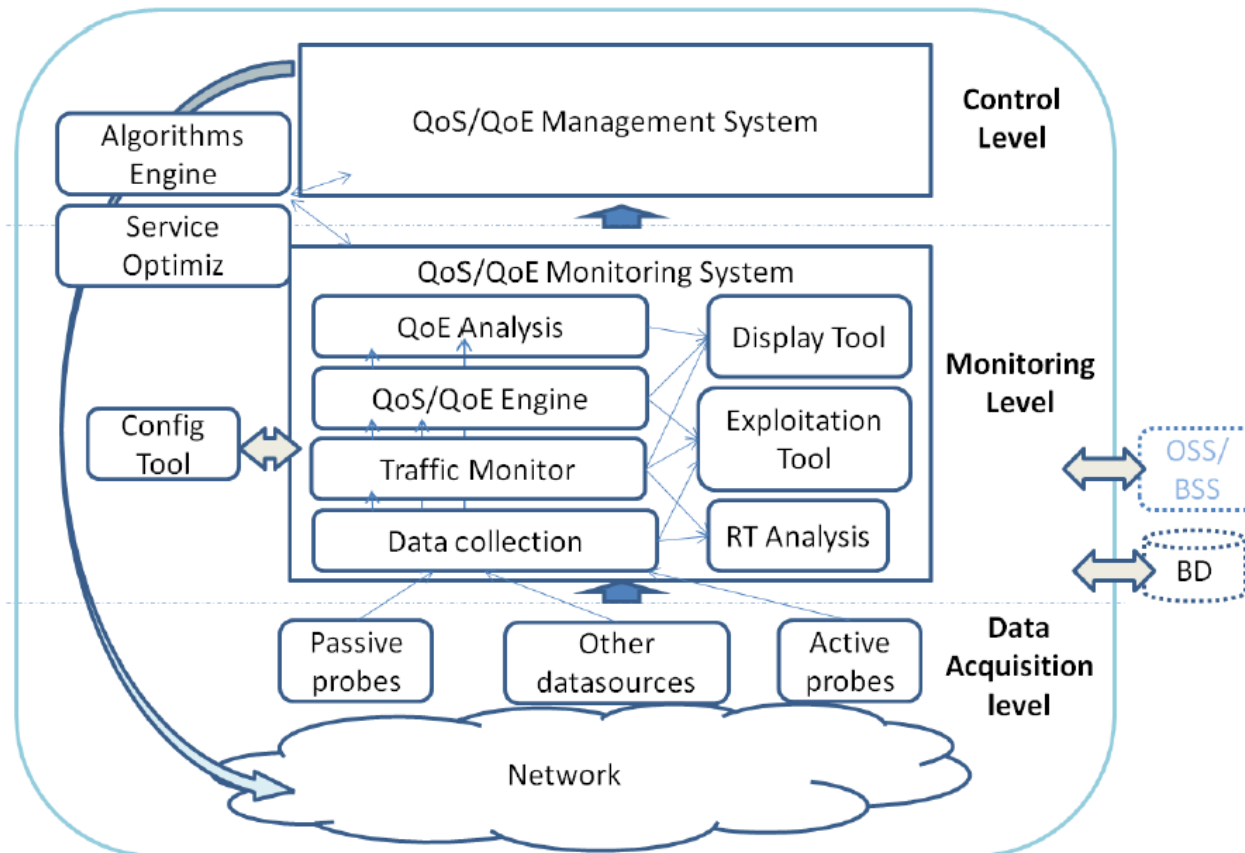 QoS/QoE Management System
Control
Level
Algorithms
Engine
Service
Optimiz
QoS/QoE Monitoring System
QoE Analysis
Display Tool
Monitoring
Level
QoS/QoE Engine
Exploitation
Tool
Config
Tool
Traffic Monitor
OSS/
BSS
Data collection
RT Analysis
BD
Passive
probes
Other
datasources
Active
probes
Data
Acquisition
level
Network